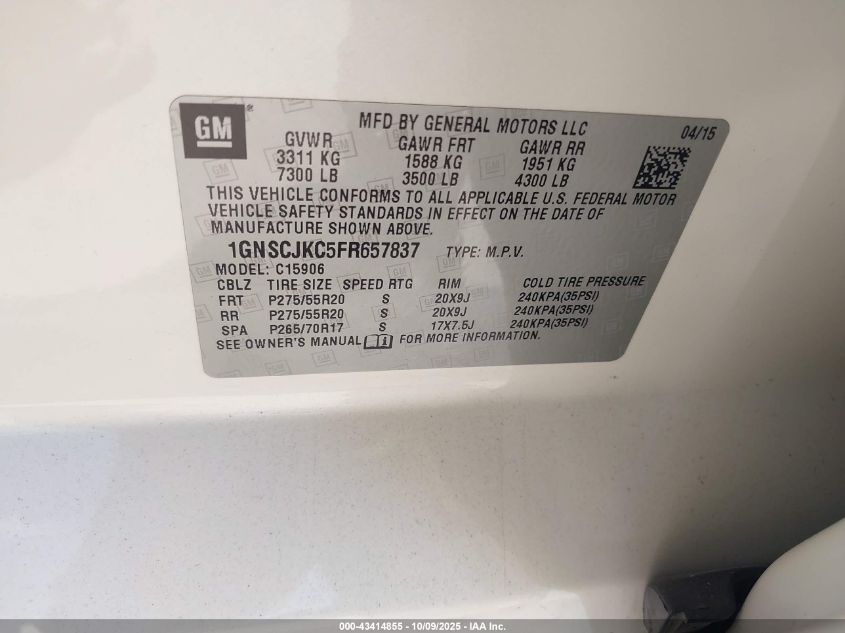 GM
MFD BY GENERAL MOTORS LLC
04/15
GVWR GAWR FRT GAWR RR
3311 KG 1588 KG 1951 KG
7300 LB 3500 LB 4300 LB
THIS VEHICLE CONFORMS TO ALL APPLICABLE U.S. FEDERAL MOTOR
VEHICLE SAFETY STANDARDS IN EFFECT ON THE DATE OF
MANUFACTURE SHOWN ABOVE.
1GNSCJKC5FR657837 TYPE: M.P.V.
MODEL: C15906
CBLZ TIRE SIZE SPEED RTG RIM COLD TIRE PRESSURE
FRT P275/55R20 S 20X9J 240KPA(35PSI)
RR P275/55R20 S 20X9J 240KPA(35PSI)
SPA P265/70R17 S 17X7.5J 240KPA(35PSI)
SEE OWNER'S MANUAL FOR MORE INFORMATION.
000-43414855 - 10/09/2025 - IAA Inc.